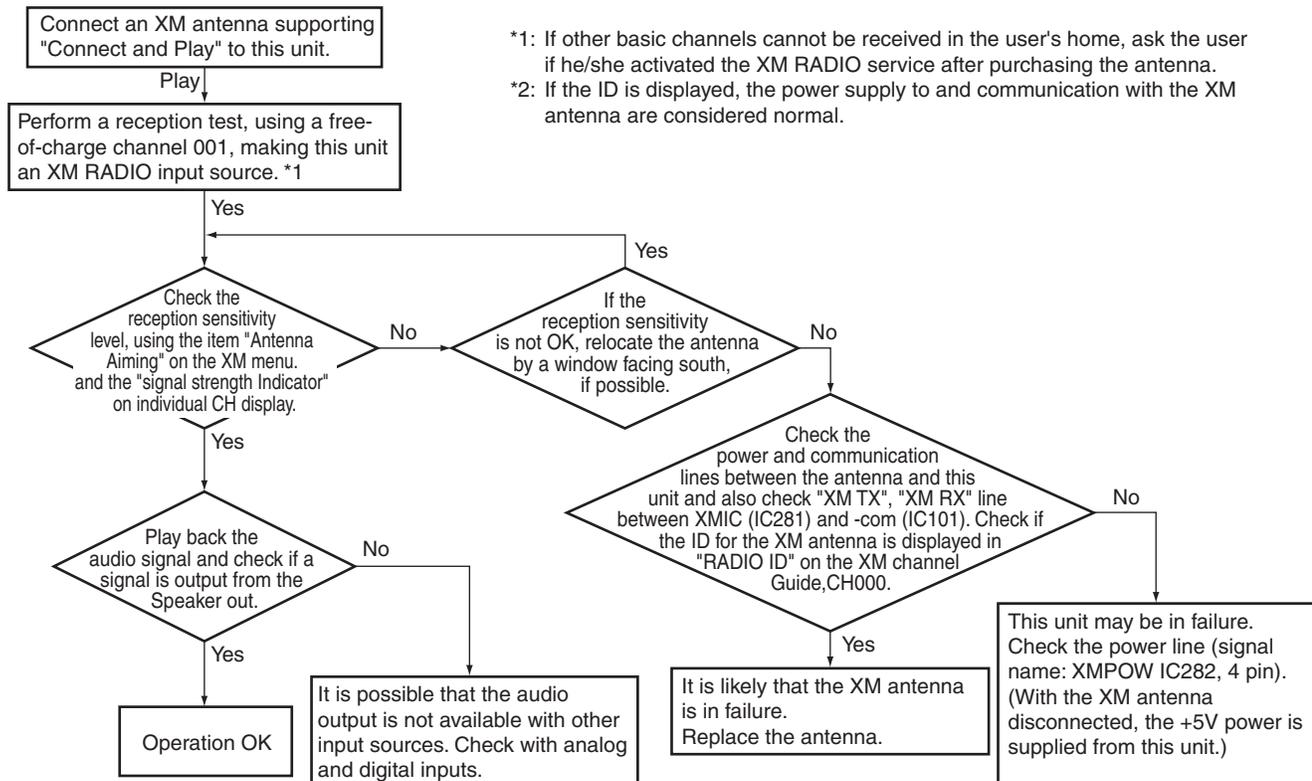 Connect an XM antenna supporting
"Connect and Play" to this unit.
Play
Perform a reception test, using a free-
of-charge channel 001, making this unit
an XM RADIO input source. *1
*1: If other basic channels cannot be received in the user's home, ask the user
if he/she activated the XM RADIO service after purchasing the antenna.
*2: If the ID is displayed, the power supply to and communication with the XM
antenna are considered normal.
Yes
Yes
Check the
reception sensitivity
level, using the item "Antenna
Aiming" on the XM menu.
and the "signal strength Indicator"
on individual CH display.
No
If the
reception sensitivity
is not OK, relocate the antenna
by a window facing south,
if possible.
No
Yes
Check the
power and communication
lines between the antenna and this
unit and also check "XM TX", "XM RX" line
between XMIC (IC281) and -com (IC101). Check if
the ID for the XM antenna is displayed in
"RADIO ID" on the XM channel
Guide,CH000.
No
Play back the
audio signal and check if a
signal is output from the
Speaker out.
No
Yes
Yes
Operation OK
It is possible that the audio
output is not available with other
input sources. Check with analog
and digital inputs.
It is likely that the XM antenna
is in failure.
Replace the antenna.
This unit may be in failure.
Check the power line (signal
name: XMPOW IC282, 4 pin).
(With the XM antenna
disconnected, the +5V power is
supplied from this unit.)